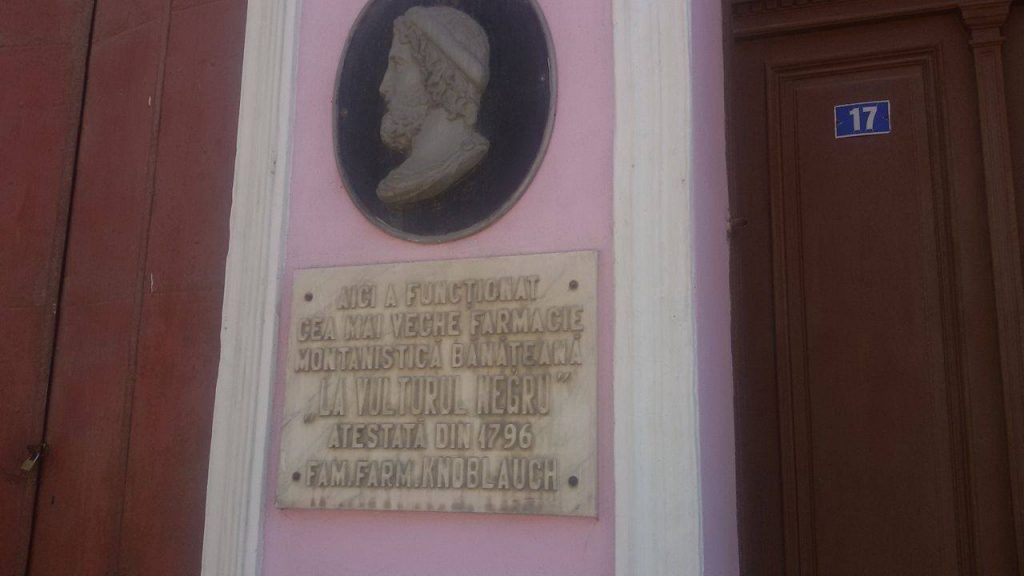 AICI A FUNCȚIONAT
CEA MAI VECHE FARMACIE
MONTANISTICĂ BĂNĂȚEANĂ
„LA VULTURUL NEGRU”
ATESTATĂ DIN 1796
FAM.FARM.KNOBLAUCH
17